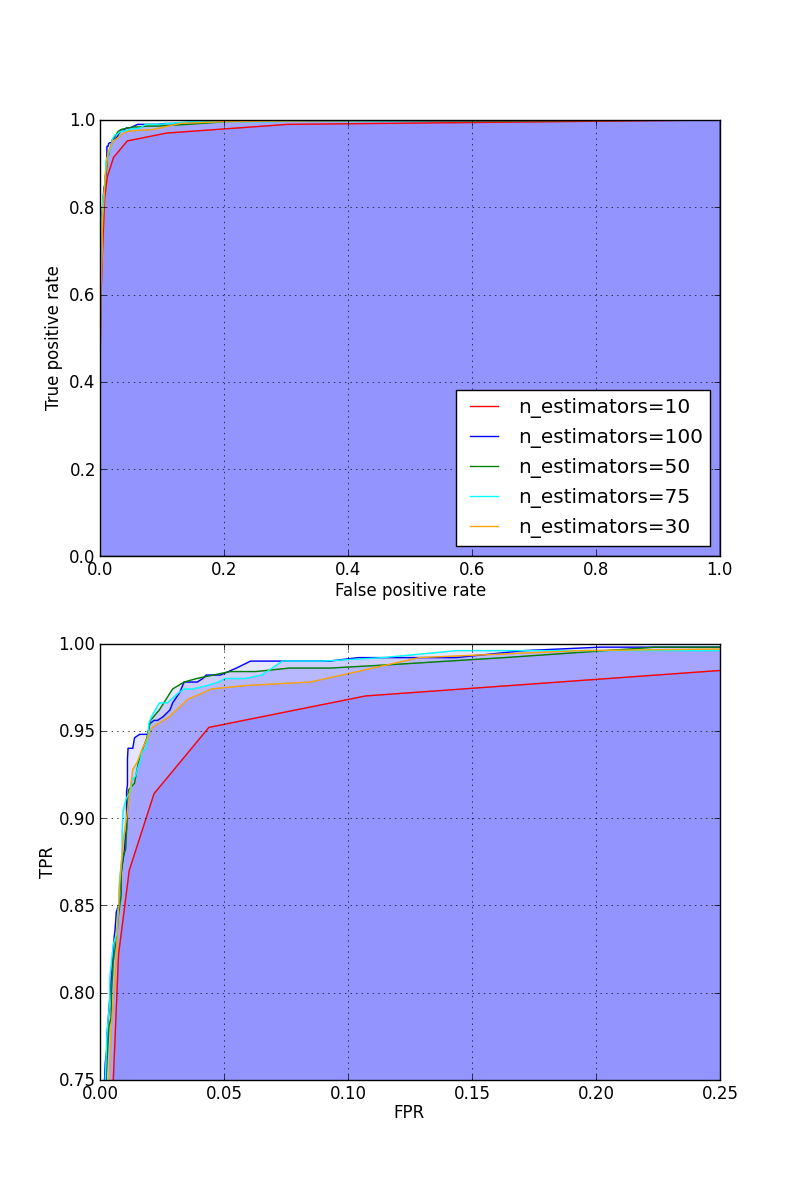 1.0
0.8
0.6
0.4
0.2
0.0
True positive rate
n_estimators=10
n_estimators=100
n_estimators=50
n_estimators=75
n_estimators=30
0.0 0.2 0.4 0.6 0.8 1.0
False positive rate
1.00
0.95
0.90
0.85
0.80
0.75
TPR
0.00 0.05 0.10 0.15 0.20 0.25
FPR